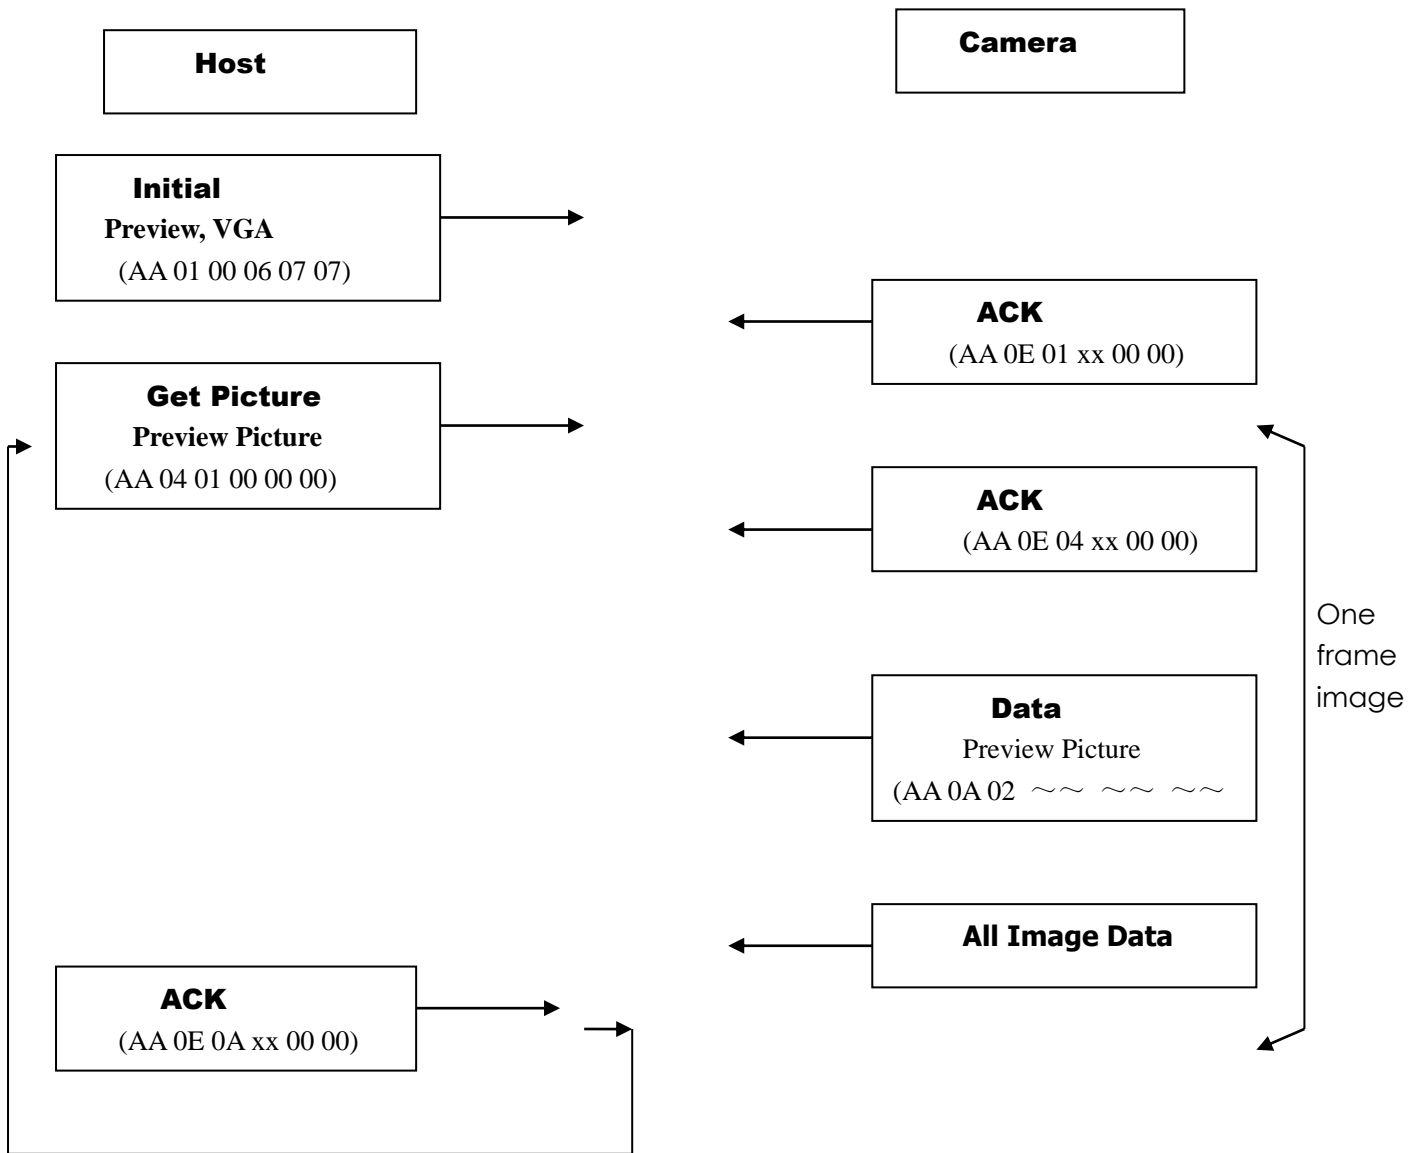 Host
Camera
Initial
Preview, VGA
(AA 01 00 06 07 07)
ACK
(AA 0E 01 xx 00 00)
Get Picture
Preview Picture
(AA 04 01 00 00 00)
ACK
(AA 0E 04 xx 00 00)
One
frame
image
Data
Preview Picture
(AA 0A 02 ~~ ~~ ~~
All Image Data
ACK
(AA 0E 0A xx 00 00)